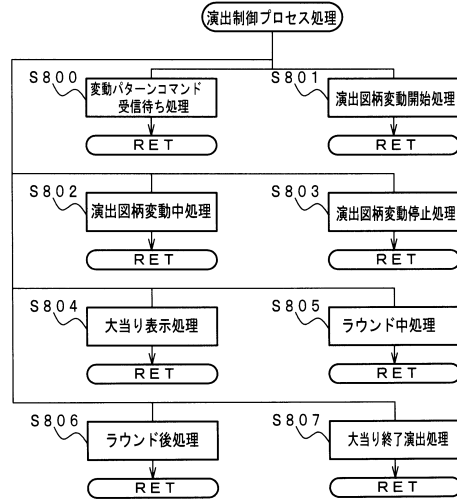 演出制御プロセス処理
S800
変動パターンコマンド
受信待ち処理
RET
S801
演出図柄変動開始処理
RET
S802
演出図柄変動中処理
RET
S803
演出図柄変動停止処理
RET
S804
大当り表示処理
RET
S805
ラウンド中処理
RET
S806
ラウンド後処理
RET
S807
大当り終了演出処理
RET